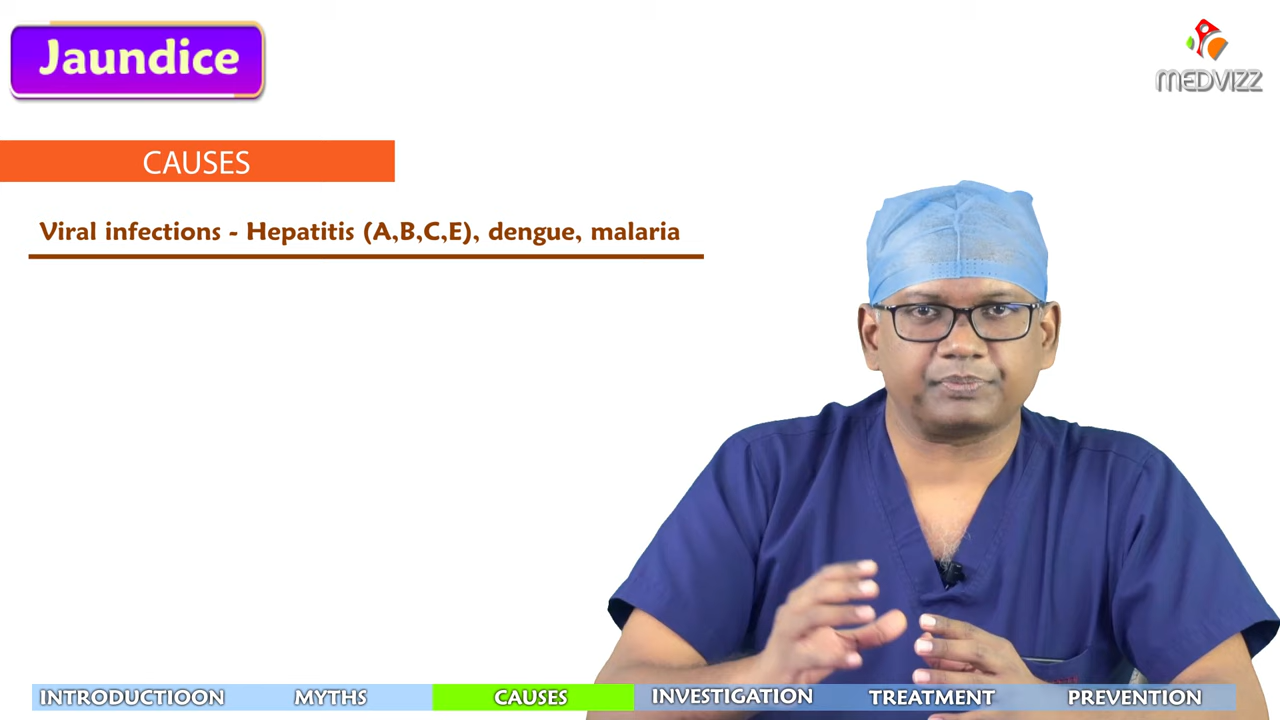 Jaundice
MEDVIZZ
CAUSES
Viral infections - Hepatitis (A,B,C,E), dengue, malaria
INTRODUCTIOON MYTHS CAUSES INVESTIGATION TREATMENT PREVENTION